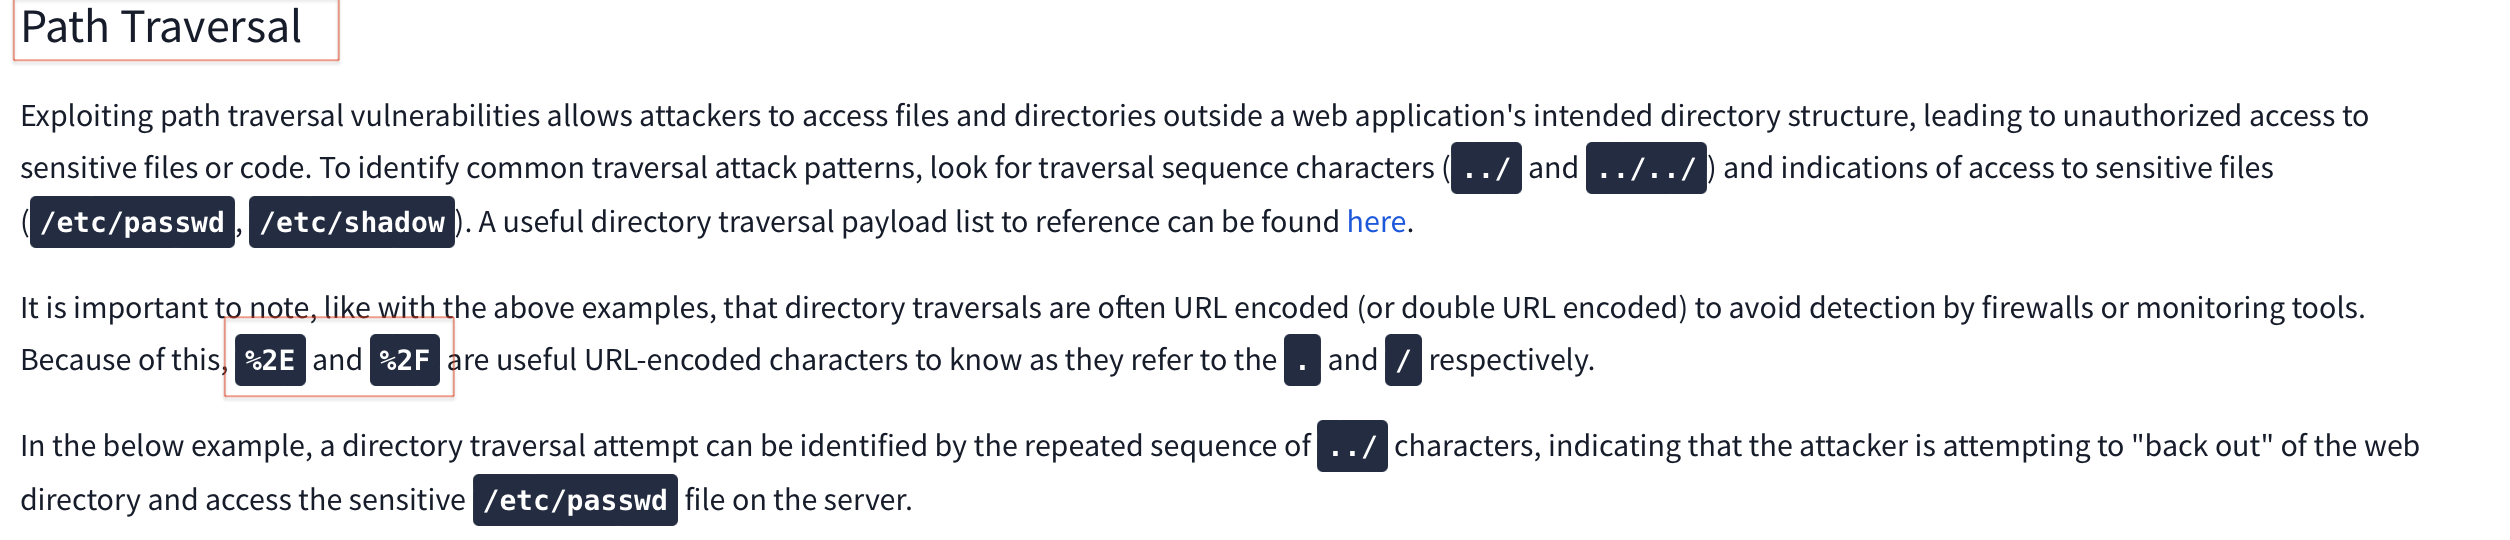 Path Traversal
Exploiting path traversal vulnerabilities allows attackers to access files and directories outside a web application's intended directory structure, leading to unauthorized access to
sensitive files or code. To identify common traversal attack patterns, look for traversal sequence characters ( ../ and ../../ ) and indications of access to sensitive files
( /etc/passwd , /etc/shadow ). A useful directory traversal payload list to reference can be found here.
It is important to note, like with the above examples, that directory traversals are often URL encoded (or double URL encoded) to avoid detection by firewalls or monitoring tools.
Because of this, %2E and %2F are useful URL-encoded characters to know as they refer to the . and / respectively.
In the below example, a directory traversal attempt can be identified by the repeated sequence of ../ characters, indicating that the attacker is attempting to "back out" of the web
directory and access the sensitive /etc/passwd file on the server.